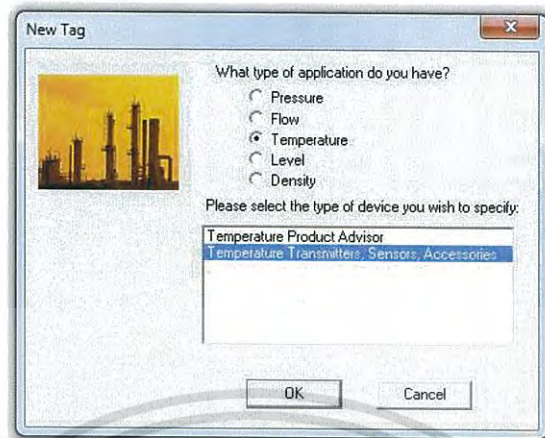 New Tag
What type of application do you have?
Pressure
Flow
Temperature
Level
Density
Please select the type of device you wish to specify:
Temperature Product Advisor
Temperature Transmitters, Sensors, Accessories
OK
Cancel